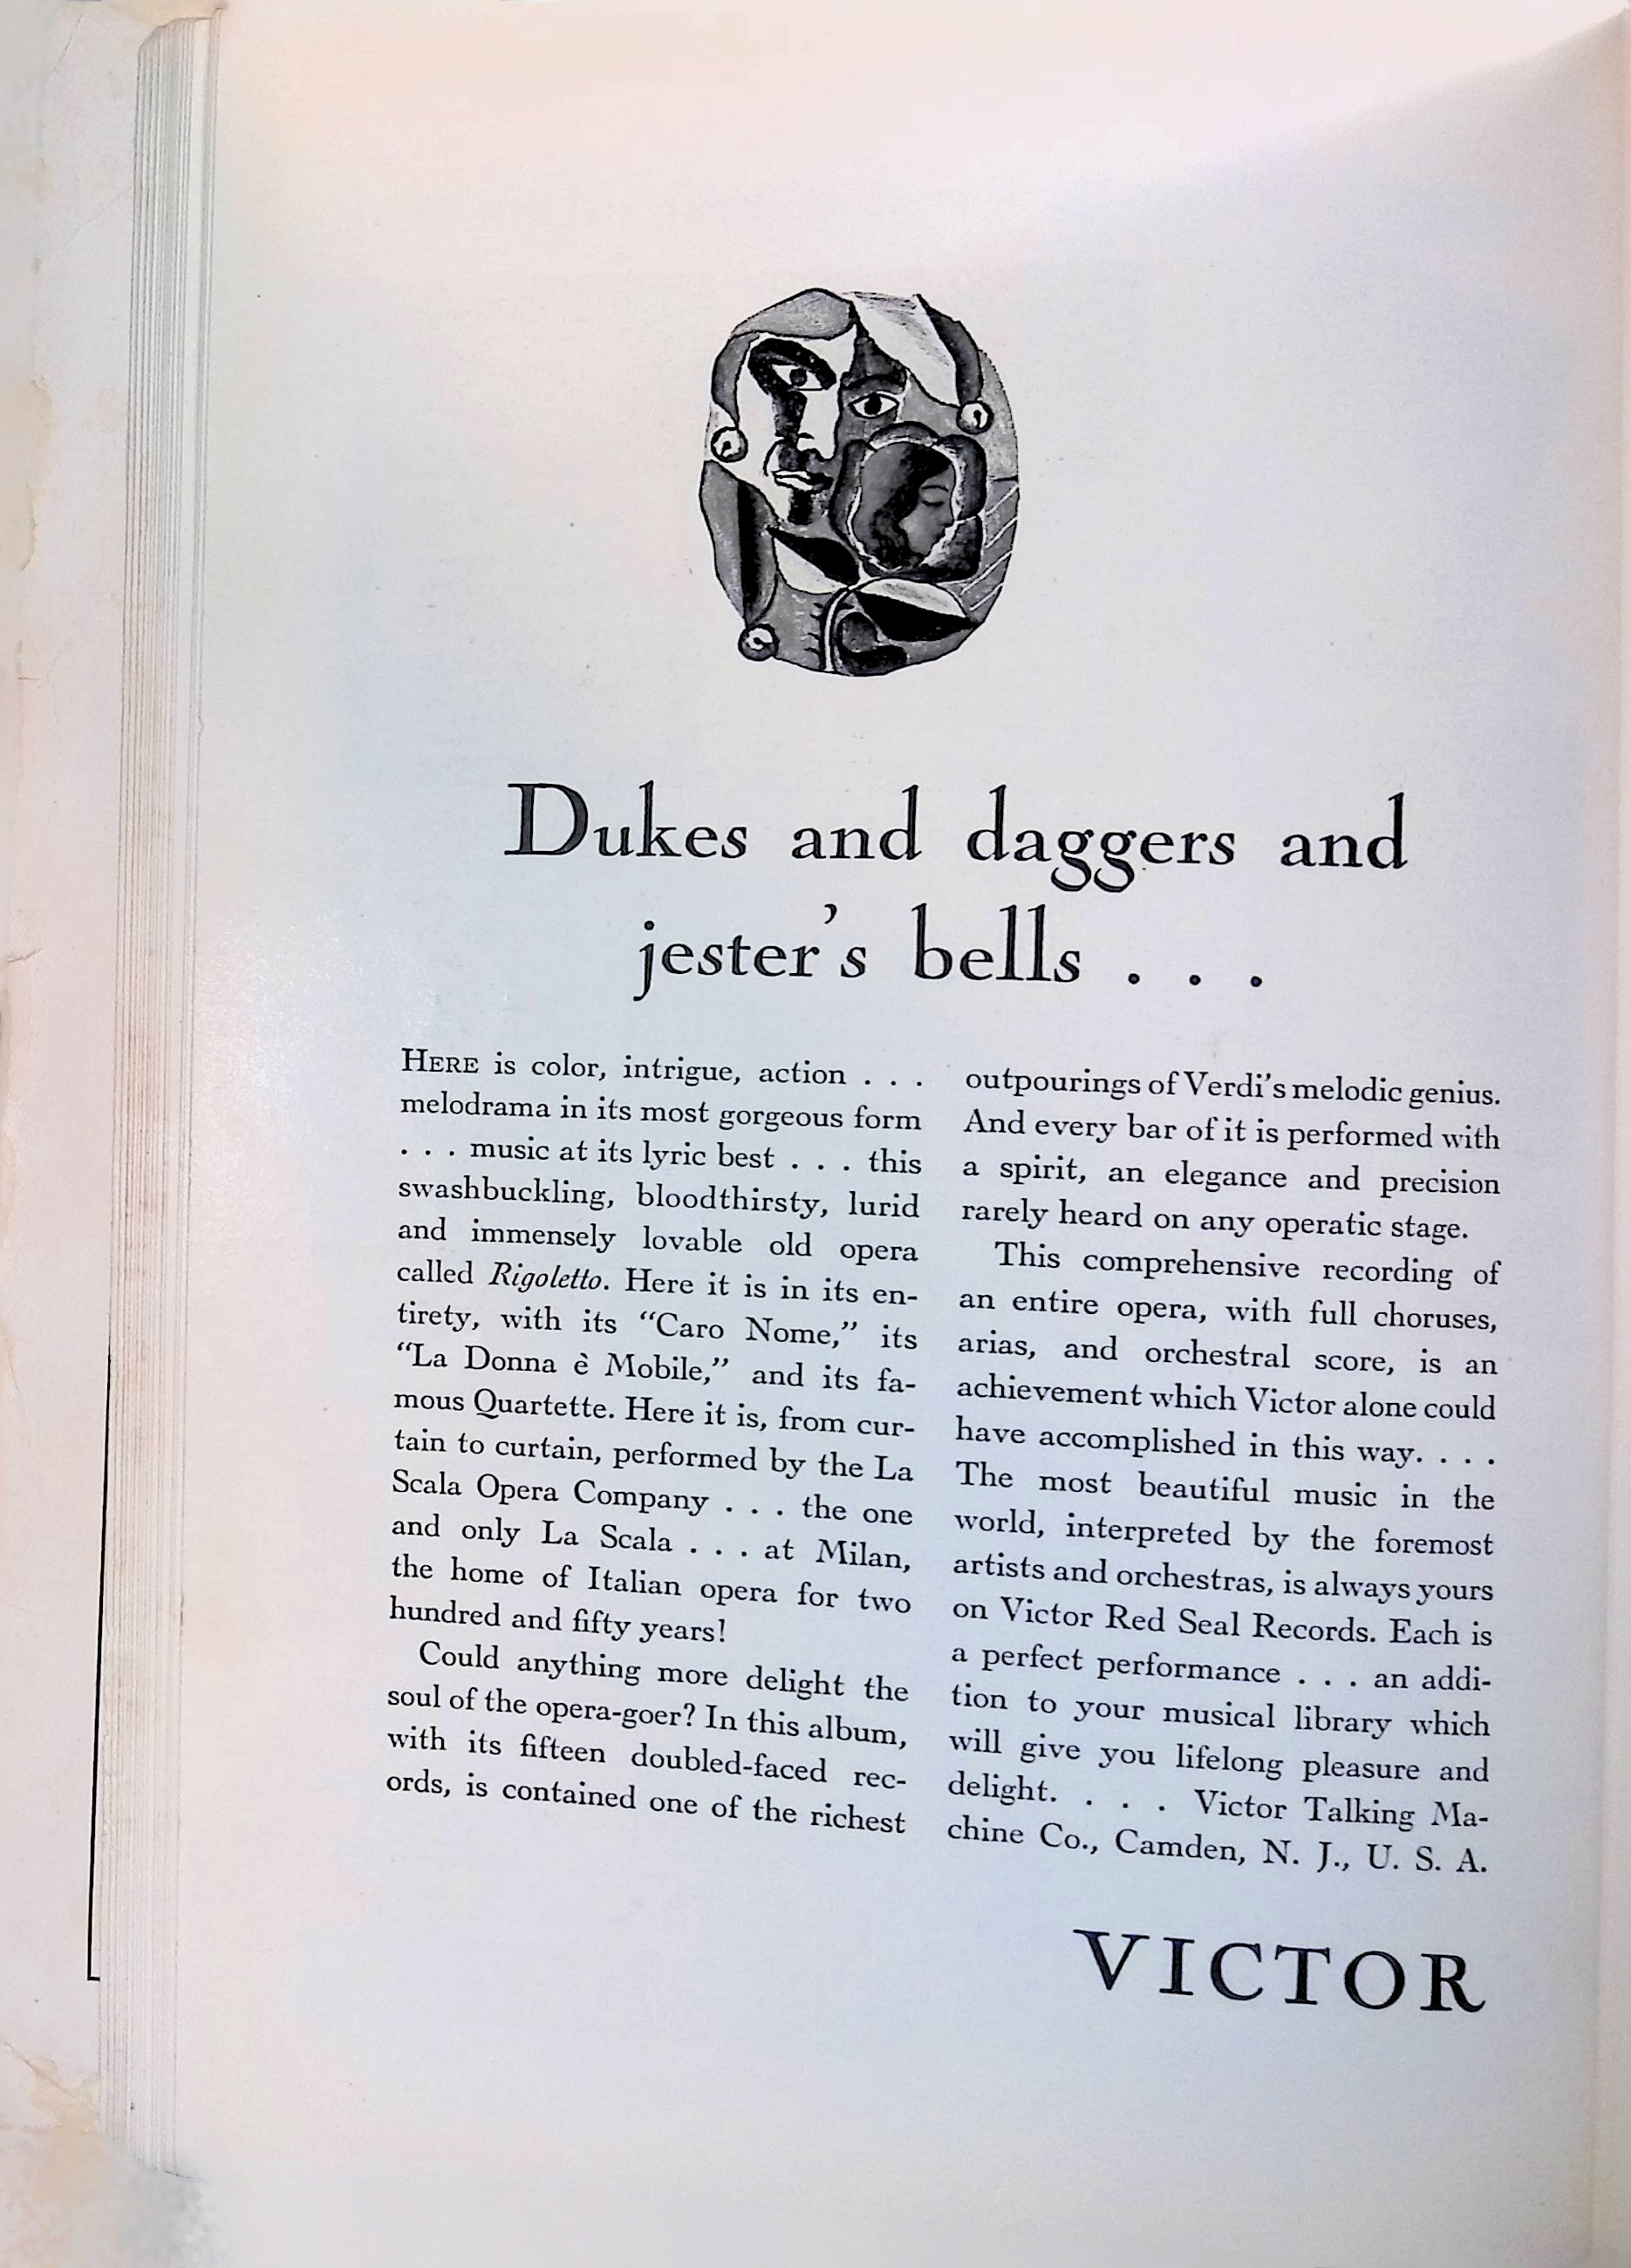 Dukes and daggers and
jester's bells . . .
HERE is color, intrigue, action . . .
melodrama in its most gorgeous form
. . . music at its lyric best . . . this
swashbuckling, bloodthirsty, lurid
and immensely lovable old opera
called Rigoletto. Here it is in its en-
tirety, with its “Caro Nome,” its
“La Donna è Mobile,” and its fa-
mous Quartette. Here it is, from cur-
tain to curtain, performed by the La
Scala Opera Company . . . the one
and only La Scala . . . at Milan,
the home of Italian opera for two
hundred and fifty years!
Could anything more delight the
soul of the opera-goer? In this album,
with its fifteen doubled-faced rec-
ords, is contained one of the richest
outpourings of Verdi's melodic genius.
And every bar of it is performed with
a spirit, an elegance and precision
rarely heard on any operatic stage.
This comprehensive recording of
an entire opera, with full choruses,
arias, and orchestral score, is an
achievement which Victor alone could
have accomplished in this way. . . .
The most beautiful music in the
world, interpreted by the foremost
artists and orchestras, is always yours
on Victor Red Seal Records. Each is
a perfect performance . . . an addi-
tion to your musical library which
will give you lifelong pleasure and
delight. . . . Victor Talking Ma-
chine Co., Camden, N. J., U. S. A.
VICTOR